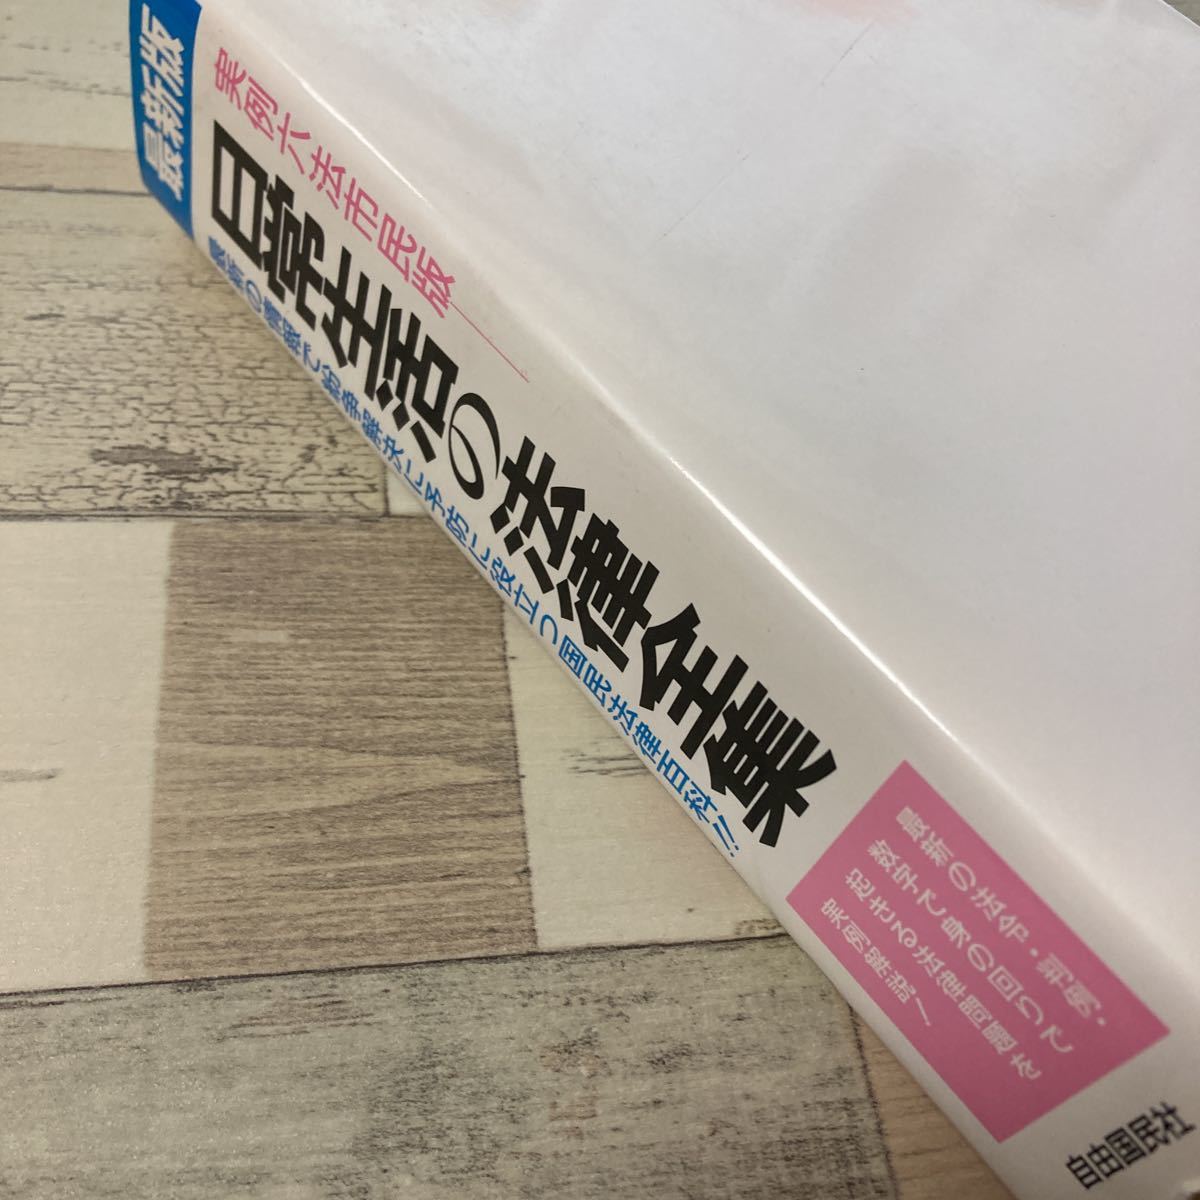 最新版
実例六法市民版
日常生活の法律全集
最新の情報で紛争解決に予防に役立つ国民法律百科!!
最新の法令・判例・
数字で身の回りで
起きる法律問題を
実例解説！
自由国民社